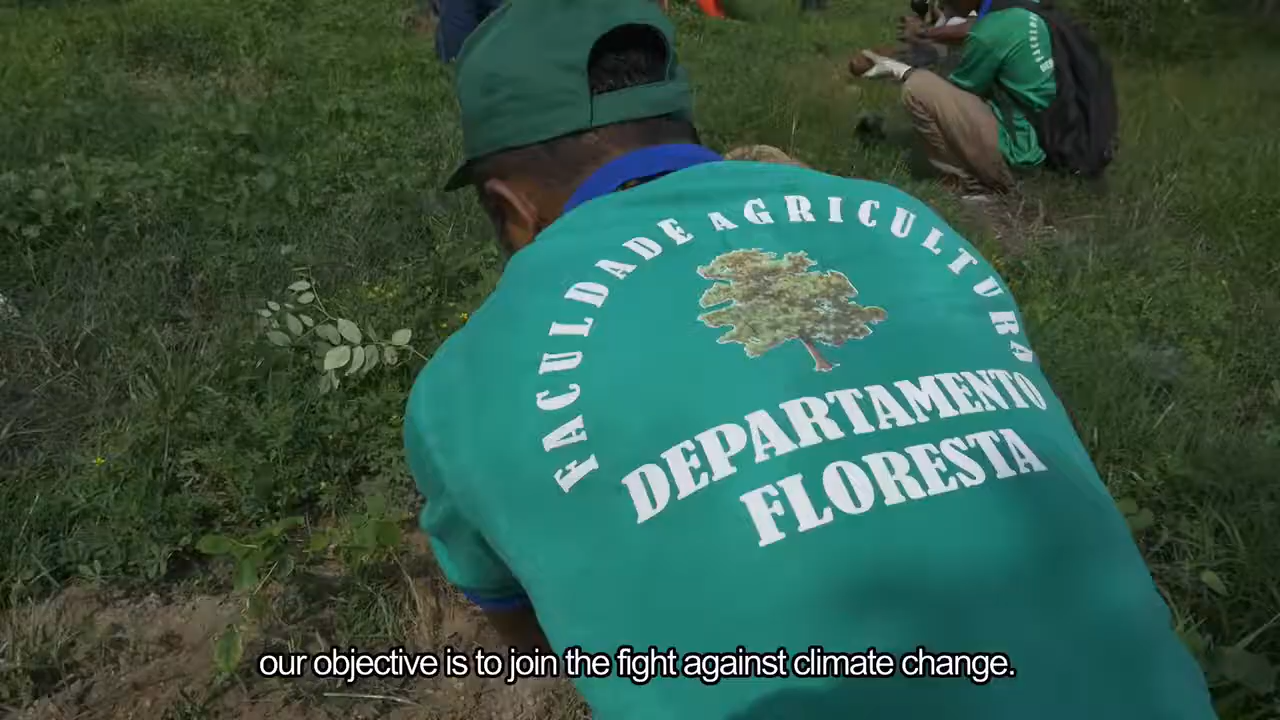 FACULDADE AGRICULTURA
DEPARTAMENTO
FLORESTA
our objective is to join the fight against climate change.